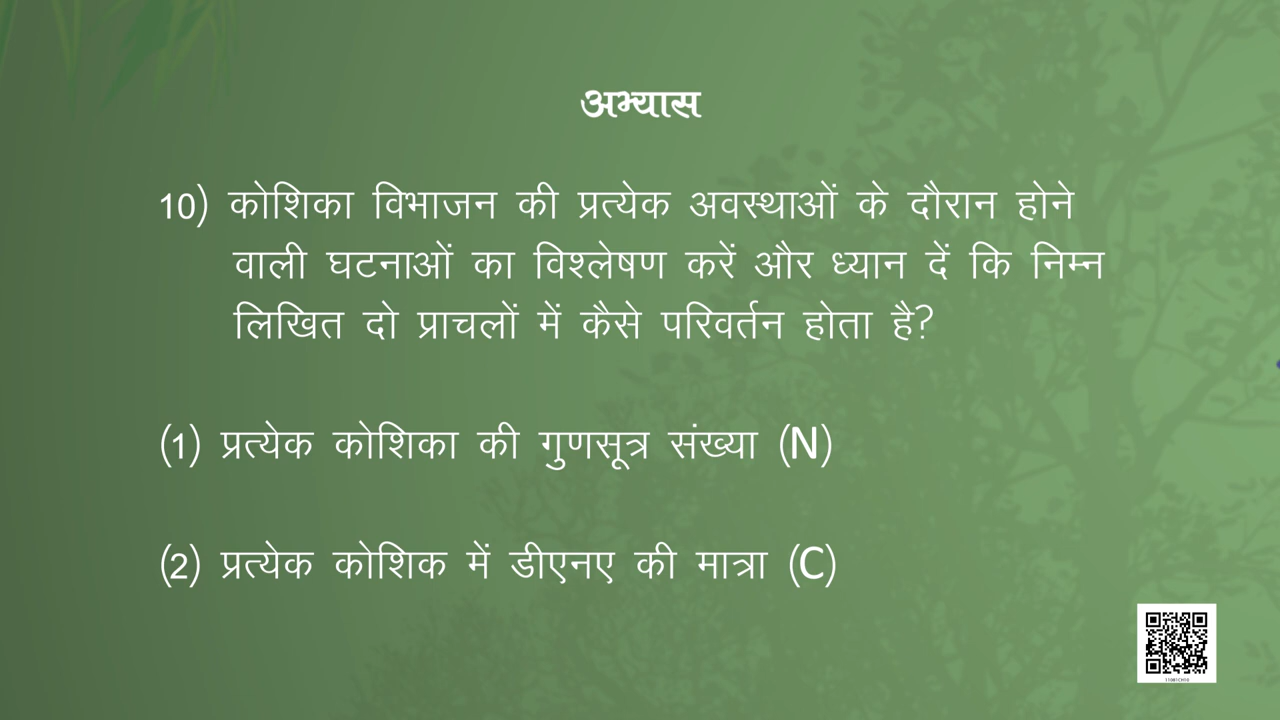 अभ्यास
10) कोशिका विभाजन की प्रत्येक अवस्थाओं के दौरान होने
वाली घटनाओं का विश्लेषण करें और ध्यान दें कि निम्न
लिखित दो प्राचलों में कैसे परिवर्तन होता है?
(1) प्रत्येक कोशिका की गुणसूत्र संख्या (N)
(2) प्रत्येक कोशिक में डीएनए की मात्रा (C)